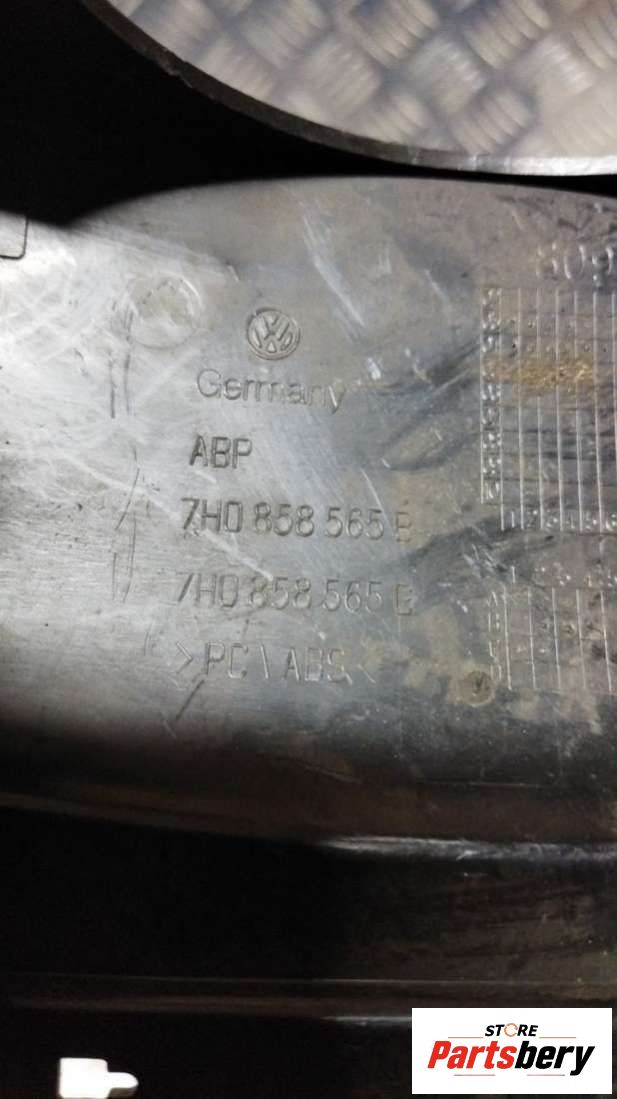 Germany
ABP
7H0 858 565 B
7H0 858 565
>PC\ABS<
STORE
Partsbery